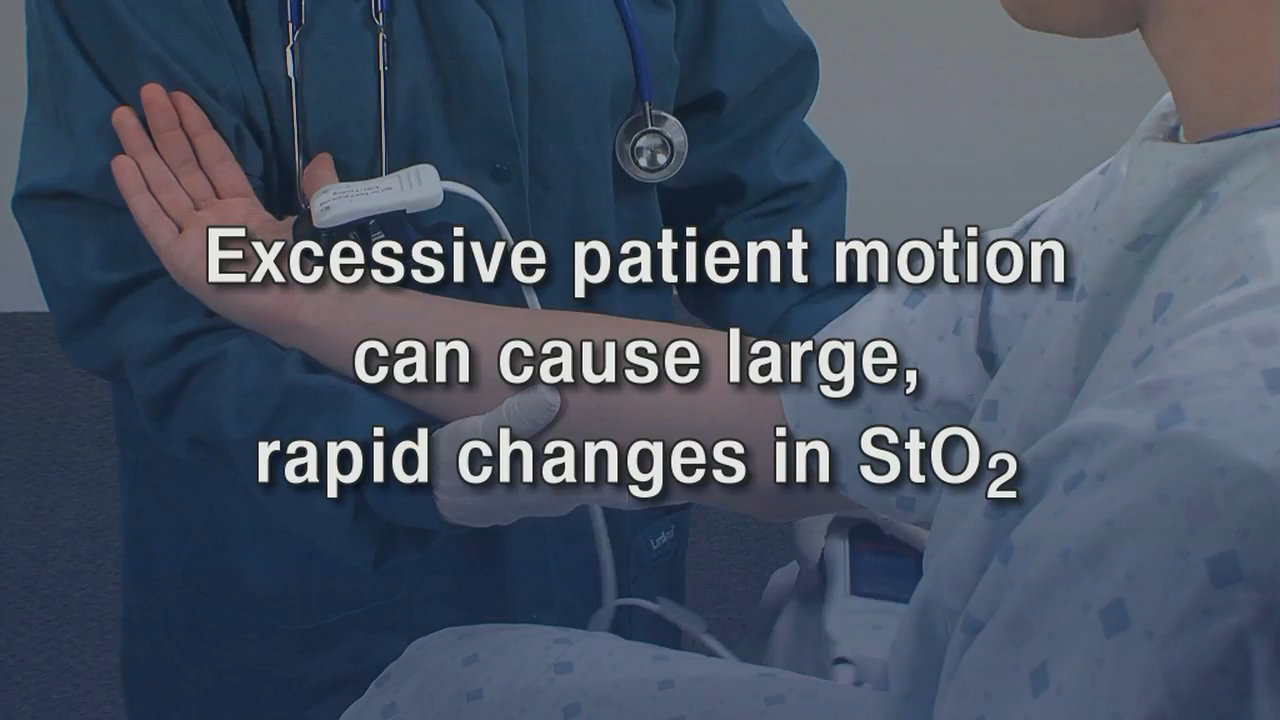 Excessive patient motion
can cause large,
rapid changes in StO₂